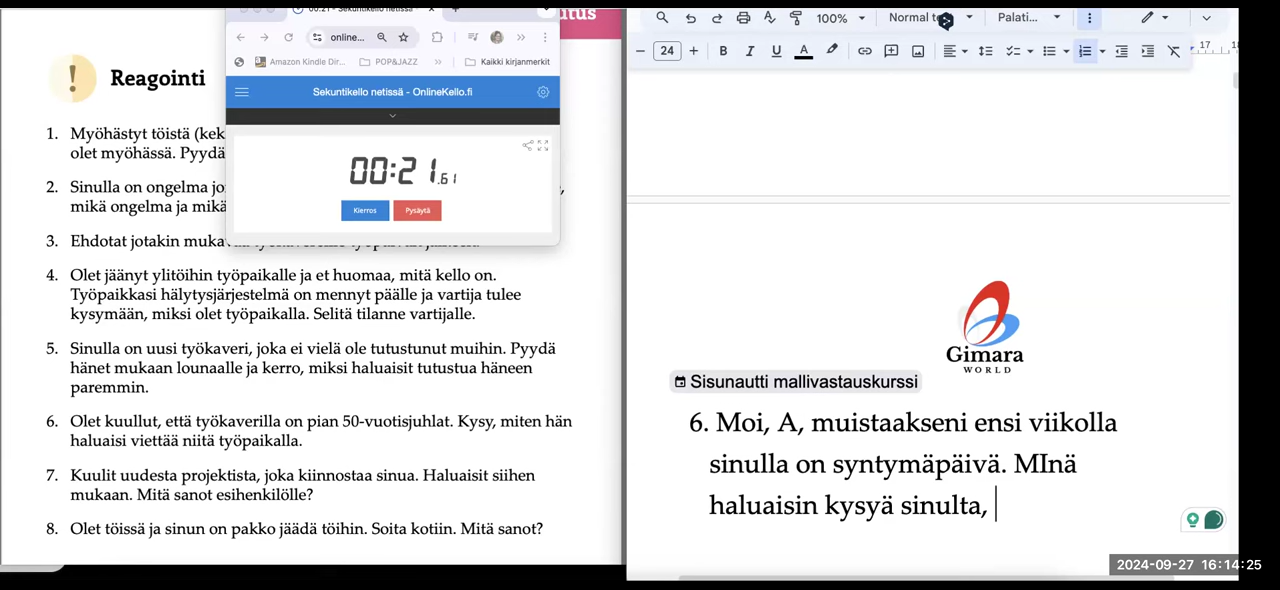 00:21 - Sekuntikello netissä -
utus
online...
Amazon Kindle Dir...
POP&JAZZ
Kaikki kirjanmerkit
Sekuntikello netissä - OnlineKello.fi
00:21.61
Kierros
Pysäytä
!
Reagointi
1. Myöhästyt töistä (kek
olet myöhässä. Pyydä
2. Sinulla on ongelma jo
mikä ongelma ja mikä
3. Ehdotat jotakin
4. Olet jäänyt ylitöihin työpaikalle ja et huomaa, mitä kello on.
Työpaikkasi hälytysjärjestelmä on mennyt päälle ja vartija tulee
kysymään, miksi olet työpaikalla. Selitä tilanne vartijalle.
5. Sinulla on uusi työkaveri, joka ei vielä ole tutustunut muihin. Pyydä
hänet mukaan lounaalle ja kerro, miksi haluaisit tutustua häneen
paremmin.
6. Olet kuullut, että työkaverilla on pian 50-vuotisjuhlat. Kysy, miten hän
haluaisi viettää niitä työpaikalla.
7. Kuulit uudesta projektista, joka kiinnostaa sinua. Haluaisit siihen
mukaan. Mitä sanot esihenkilölle?
8. Olet töissä ja sinun on pakko jäädä töihin. Soita kotiin. Mitä sanot?
100%
Normal
Palati...
24
B I U A
17
Gimara
WORLD
Sisunautti mallivastauskurssi
6. Moi, A, muistaakseni ensi viikolla
sinulla on syntymäpäivä. MInä
haluaisin kysyä sinulta,
2024-09-27 16:14:25